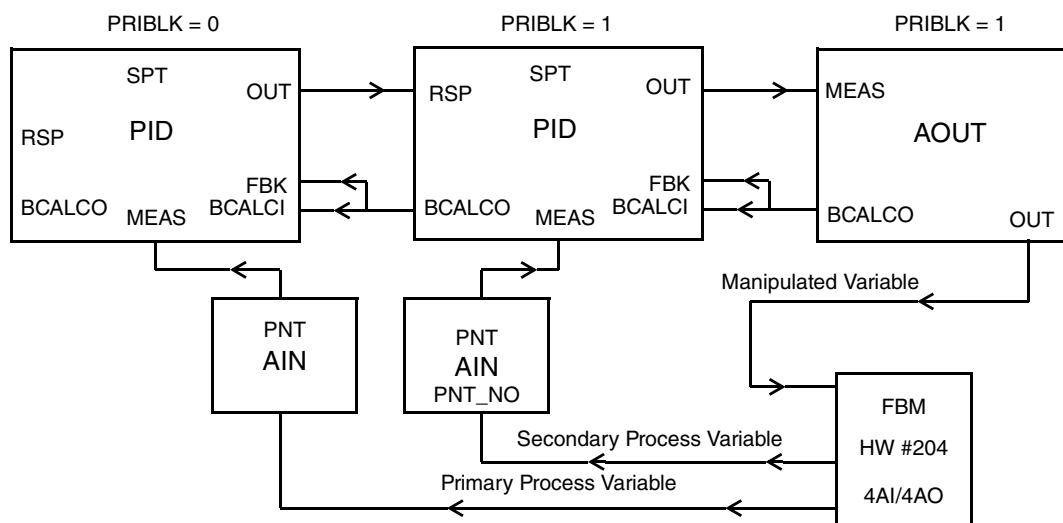 PRIBLK = 0
PRIBLK = 1
PRIBLK = 1
SPT
OUT
PID
RSP
FBK
BCALCO
MEAS
BCALCI
SPT
RSP
OUT
PID
FBK
BCALCO
MEAS
BCALCI
MEAS
AOUT
BCALCO
OUT
Manipulated Variable
PNT
AIN
PNT
AIN
PNT_NO
FBM
HW #204
4AI/4AO
Secondary Process Variable
Primary Process Variable